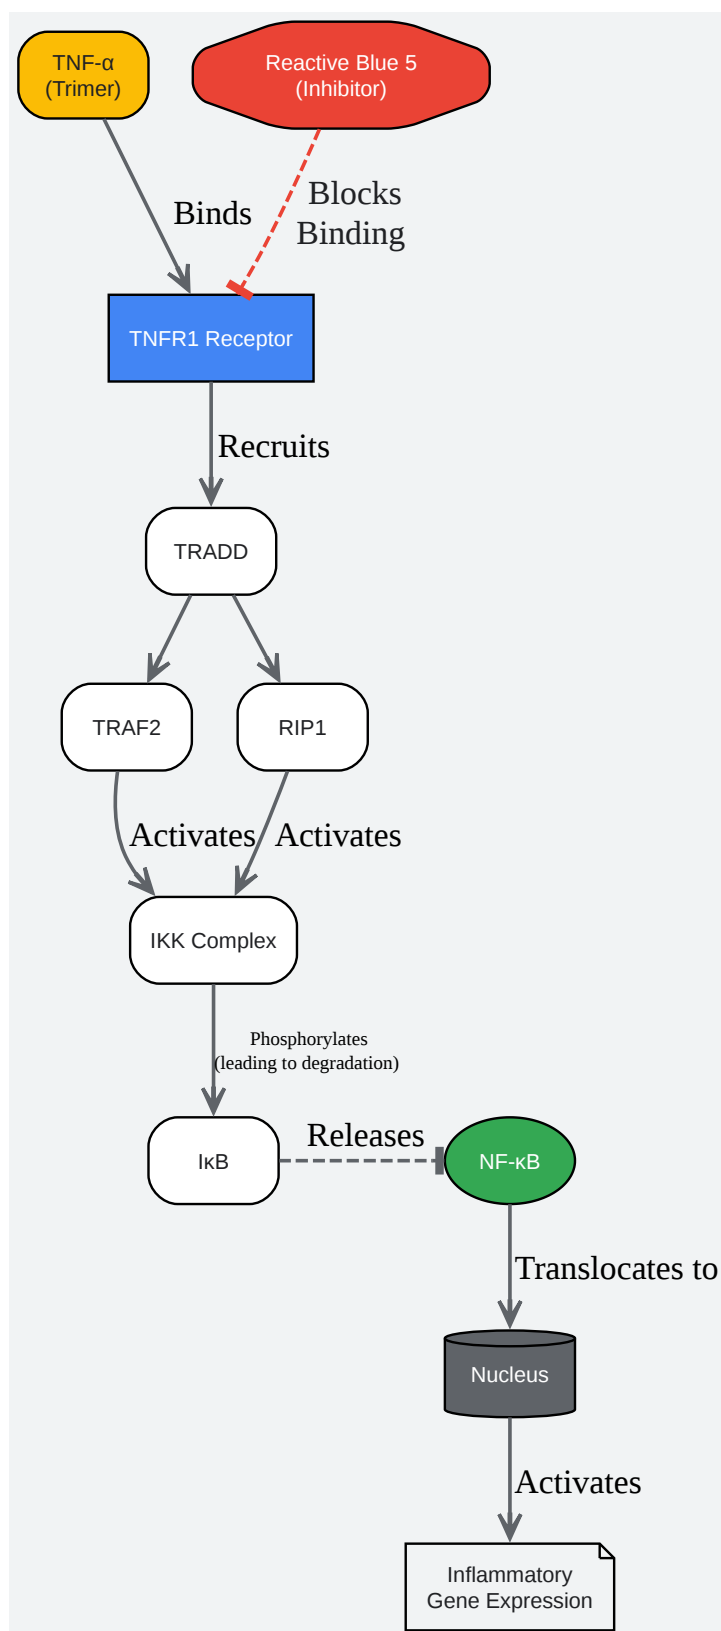 TNF-α
(Trimer)
Reactive Blue 5
(Inhibitor)
Binds
Blocks
Binding
TNFR1 Receptor
Recruits
TRADD
TRAF2
RIP1
Activates
Activates
IKK Complex
Phosphorylates
(leading to degradation)
IκB
Releases
NF-κB
Translocates to
Nucleus
Activates
Inflammatory
Gene Expression